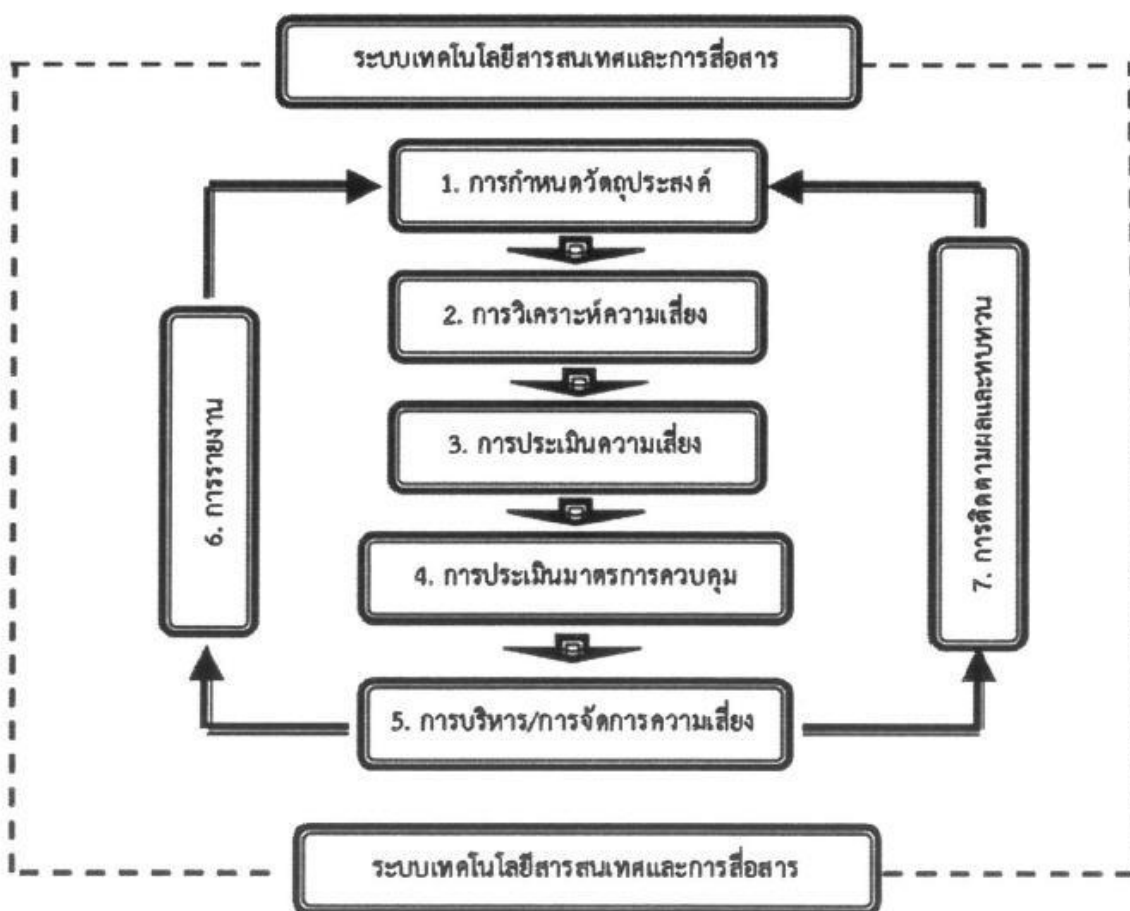 ระบบเทคโนโลยีสารสนเทศและการสื่อสาร
1. การกำหนดวัตถุประสงค์
2. การวิเคราะห์ความเสี่ยง
3. การประเมินความเสี่ยง
4. การประเมินมาตรการควบคุม
5. การบริหาร/การจัดการความเสี่ยง
6. การรายงาน
7. การติดตามผลและทบทวน
ระบบเทคโนโลยีสารสนเทศและการสื่อสาร